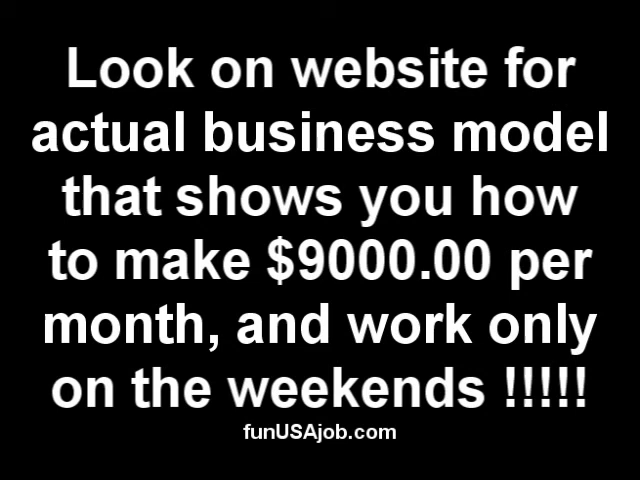 Look on website for
actual business model
that shows you how
to make $9000.00 per
month, and work only
on the weekends !!!!!
funUSAjob.com